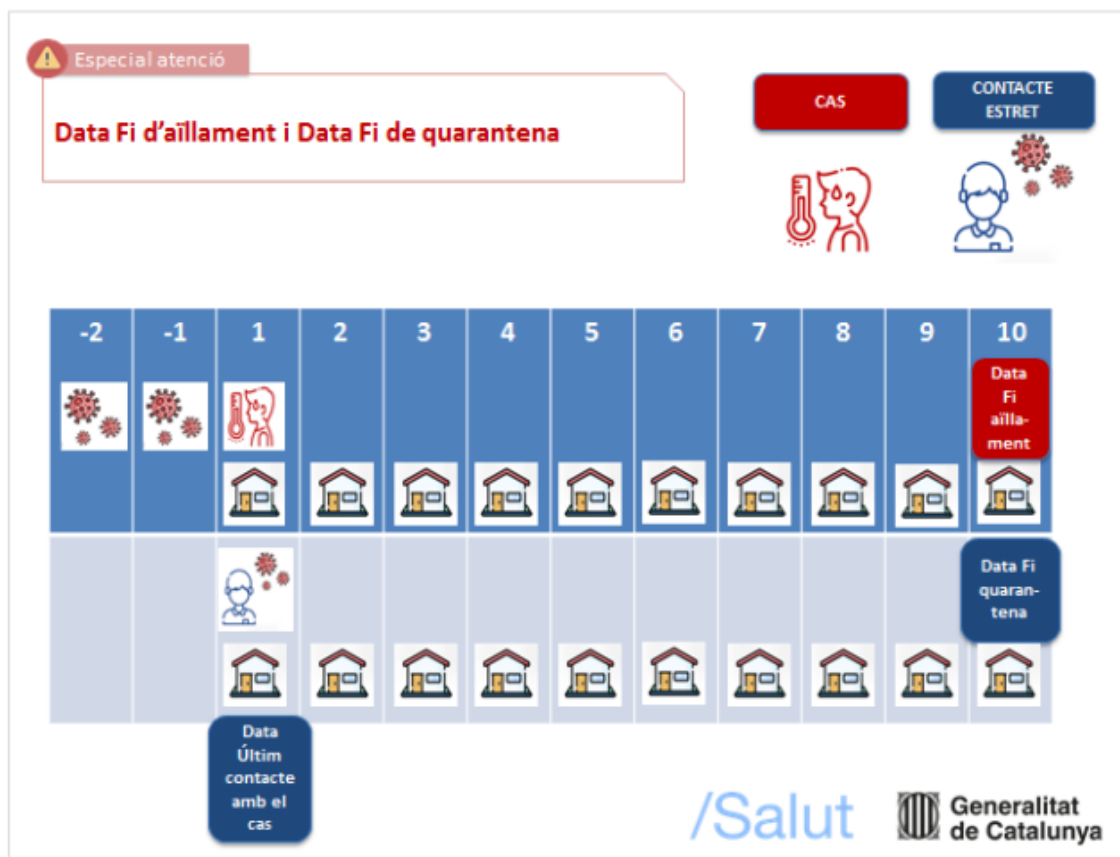 Especial atenció
Data Fi d'aïllament i Data Fi de quarantena
CAS
CONTACTE
ESTRET
-2 -1 1 2 3 4 5 6 7 8 9 10
Data
Fi
aïlla-
ment
Data Fi
quaran-
tena
Data
Últim
contacte
amb el
cas
/Salut
Generalitat
de Catalunya